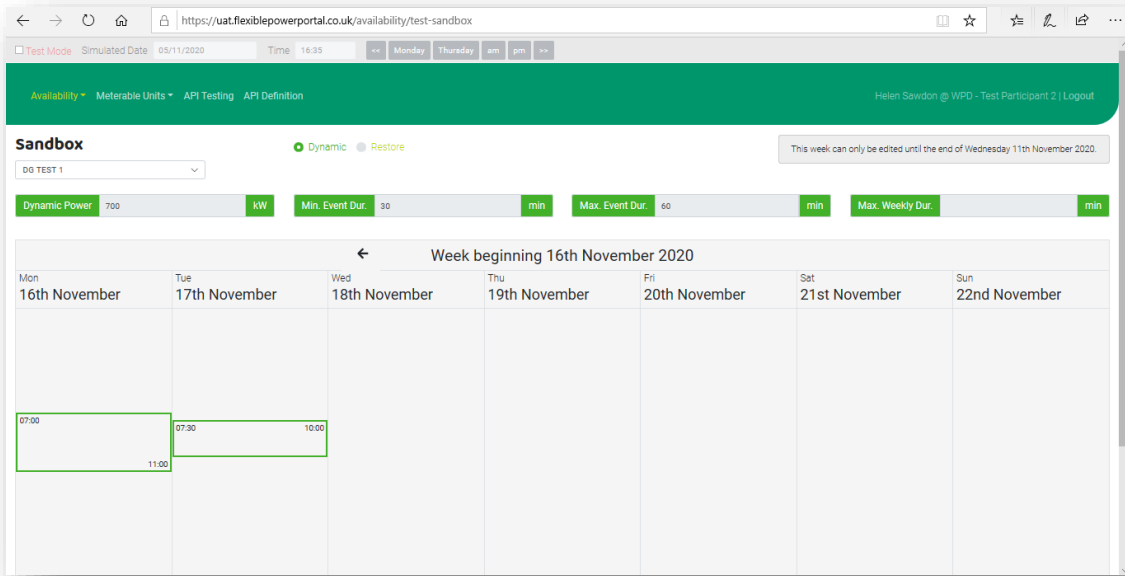 https://uat.flexiblepowerportal.co.uk/availability/test-sandbox
Test Mode Simulated Date 05/11/2020 Time 16:35 << Monday Thursday am pm >>
Availability Meterable Units API Testing API Definition Helen Sawdon @ WPD - Test Participant 2 | Logout
Sandbox Dynamic Restore This week can only be edited until the end of Wednesday 11th November 2020.
DG TEST 1
Dynamic Power 700 kW Min. Event Dur. 30 min Max. Event Dur. 60 min Max. Weekly Dur. min
Week beginning 16th November 2020
Mon Tue Wed Thu Fri Sat Sun
16th November 17th November 18th November 19th November 20th November 21st November 22nd November
07:00
07:30 10:00
11:00